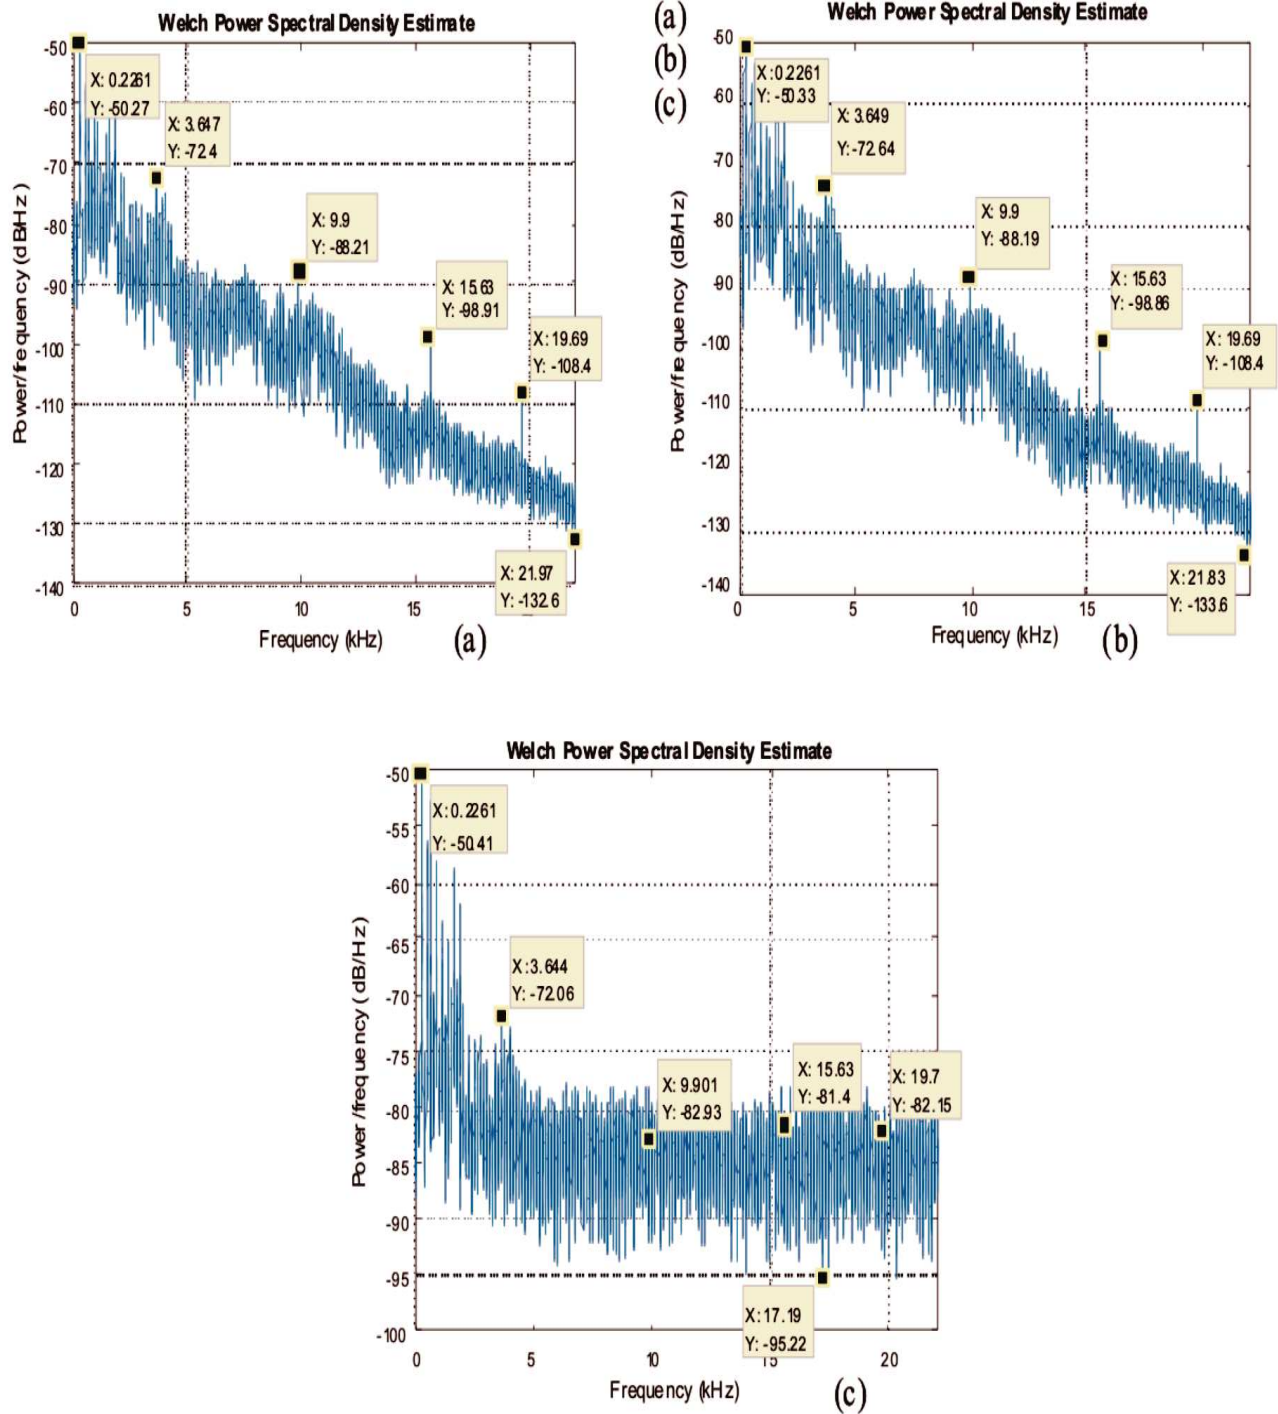 Welch Power Spectral Density Estimate
-50
-60
-70
-80
-90
-100
-110
-120
-130
-140
Power/frequency (dB/Hz)
X: 0.2261
Y: -50.27
X: 3.647
Y: -72.4
X: 9.9
Y: -88.21
X: 15.63
Y: -98.91
X: 19.69
Y: -108.4
X: 21.97
Y: -132.6
0 5 10 15
Frequency (kHz)
(a)
(a)
(b)
(c)
Welch Power Spectral Density Estimate
-50
-60
-70
-80
-90
-100
-110
-120
-130
-140
Power/frequency (dB/Hz)
X: 0.2261
Y: -50.33
X: 3.649
Y: -72.64
X: 9.9
Y: -88.19
X: 15.63
Y: -98.86
X: 19.69
Y: -108.4
X: 21.83
Y: -133.6
0 5 10 15
Frequency (kHz)
(b)
Welch Power Spectral Density Estimate
-50
-55
-60
-65
-70
-75
-80
-85
-90
-95
-100
Power/frequency (dB/Hz)
X: 0.2261
Y: -50.41
X: 3.644
Y: -72.06
X: 9.901
Y: -82.93
X: 15.63
Y: -81.4
X: 19.7
Y: -82.15
X: 17.19
Y: -95.22
0 5 10 15 20
Frequency (kHz)
(c)